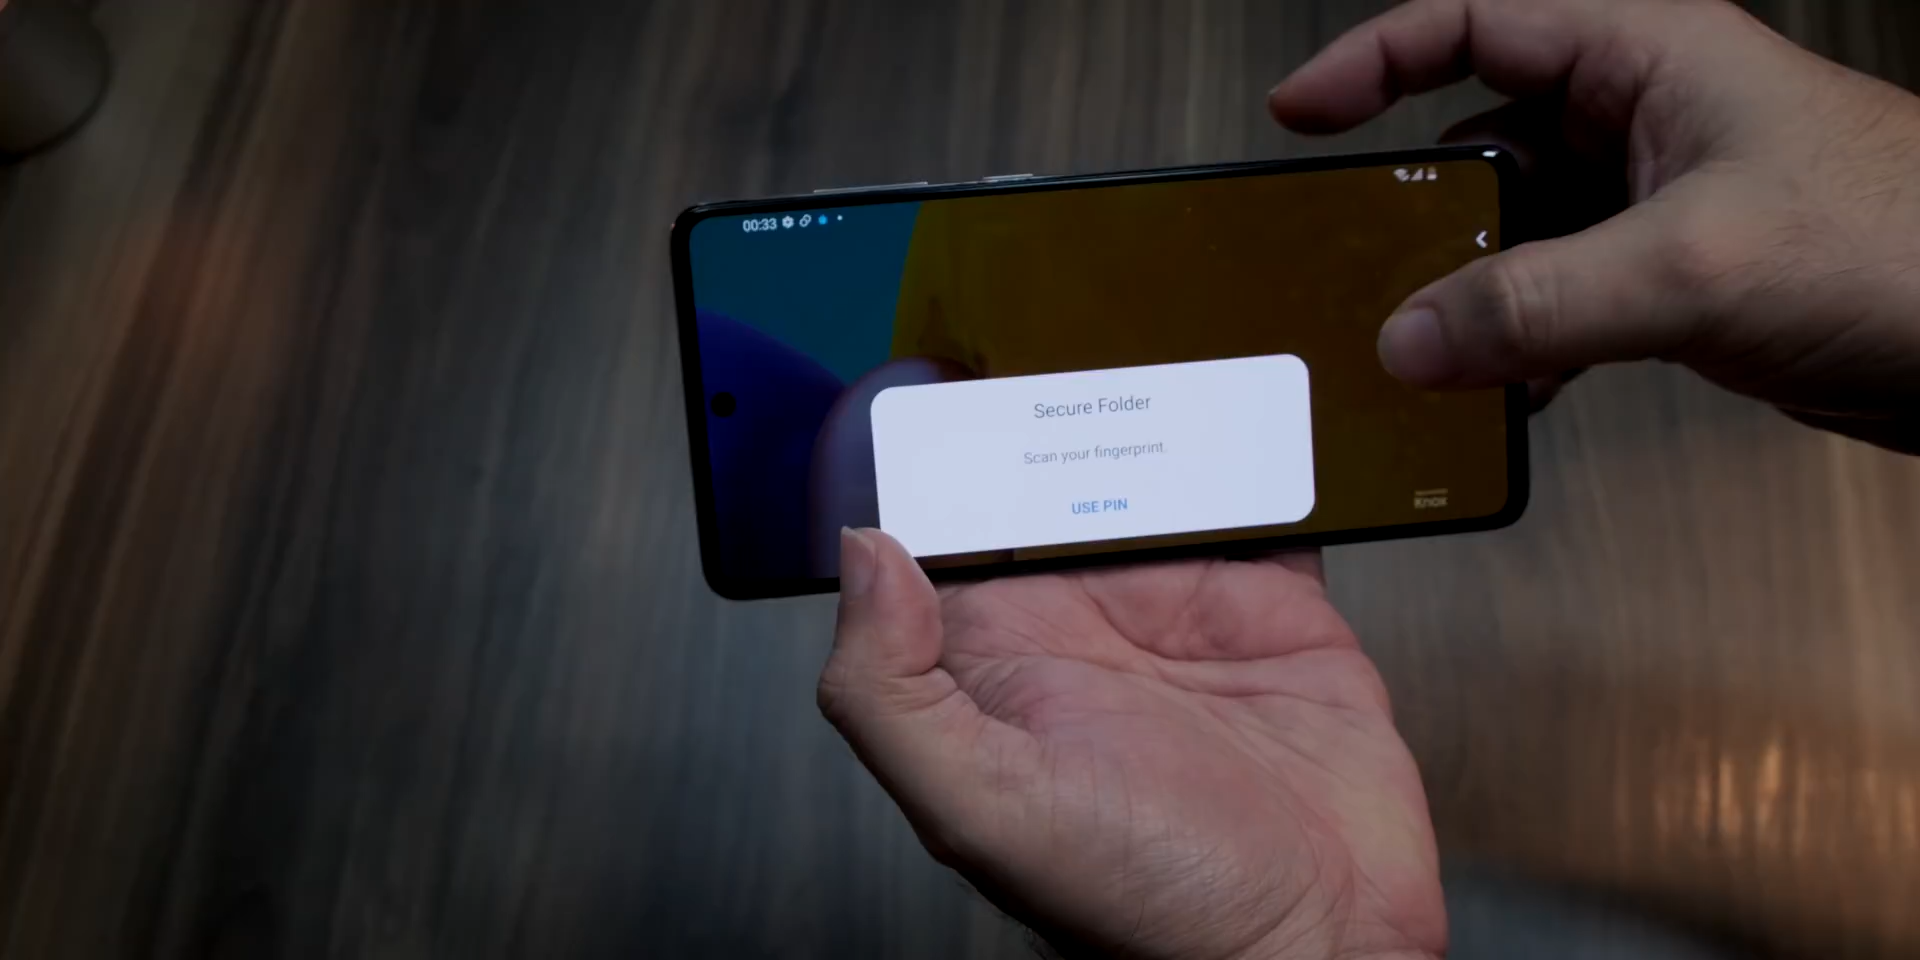 00:33
Secure Folder
Scan your fingerprint.
USE PIN
Knox